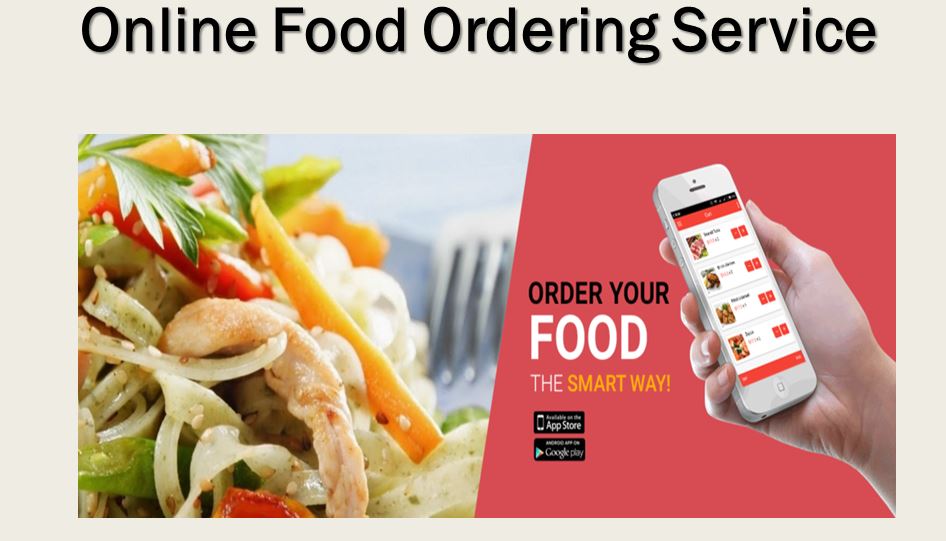 Online Food Ordering Service
ORDER YOUR
FOOD
THE SMART WAY!
Available on the
App Store
ANDROID APP ON
Google play